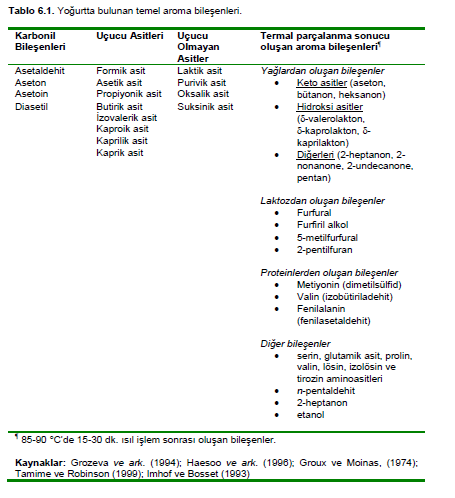 Tablo 6.1. Yoğurtta bulunan temel aroma bileşenleri.
Karbonil Bileşenleri
Uçucu Asitleri
Uçucu Olmayan Asitler
Termal parçalanma sonucu oluşan aroma bileşenleri¶
Asetaldehit
Aseton
Asetoin
Diasetil
Formik asit
Asetik asit
Propiyonik asit
Butirik asit
İzovalerik asit
Kaproik asit
Kaprilik asit
Kaprik asit
Laktik asit
Purivik asit
Oksalik asit
Suksinik asit
Yağlardan oluşan bileşenler
• Keto asitler (aseton,
bütanon, heksanon)
• Hidroksi asitler
(δ-valerolakton,
δ-kaprolakton, δ-
kaprilakton)
• Diğerleri (2-heptanon, 2-
nonanone, 2-undecanone,
pentan)
Laktozdan oluşan bileşenler
• Furfural
• Furfiril alkol
• 5-metilfurfural
• 2-pentilfuran
Proteinlerden oluşan bileşenler
• Metiyonin (dimetilsülfid)
• Valin (izobütiriladehit)
• Fenilalanin
(fenilasetaldehit)
Diğer bileşenler
• serin, glutamik asit, prolin,
valin, lösin, izolösin ve
tirozin aminoasitleri
• n-pentaldehit
• 2-heptanon
• etanol
¶ 85-90 °C'de 15-30 dk. ısıl işlem sonrası oluşan bileşenler.
Kaynaklar: Grozeva ve ark. (1994); Haesoo ve ark. (1996); Groux ve Moinas, (1974);
Tamime ve Robinson (1999); Imhof ve Bosset (1993)